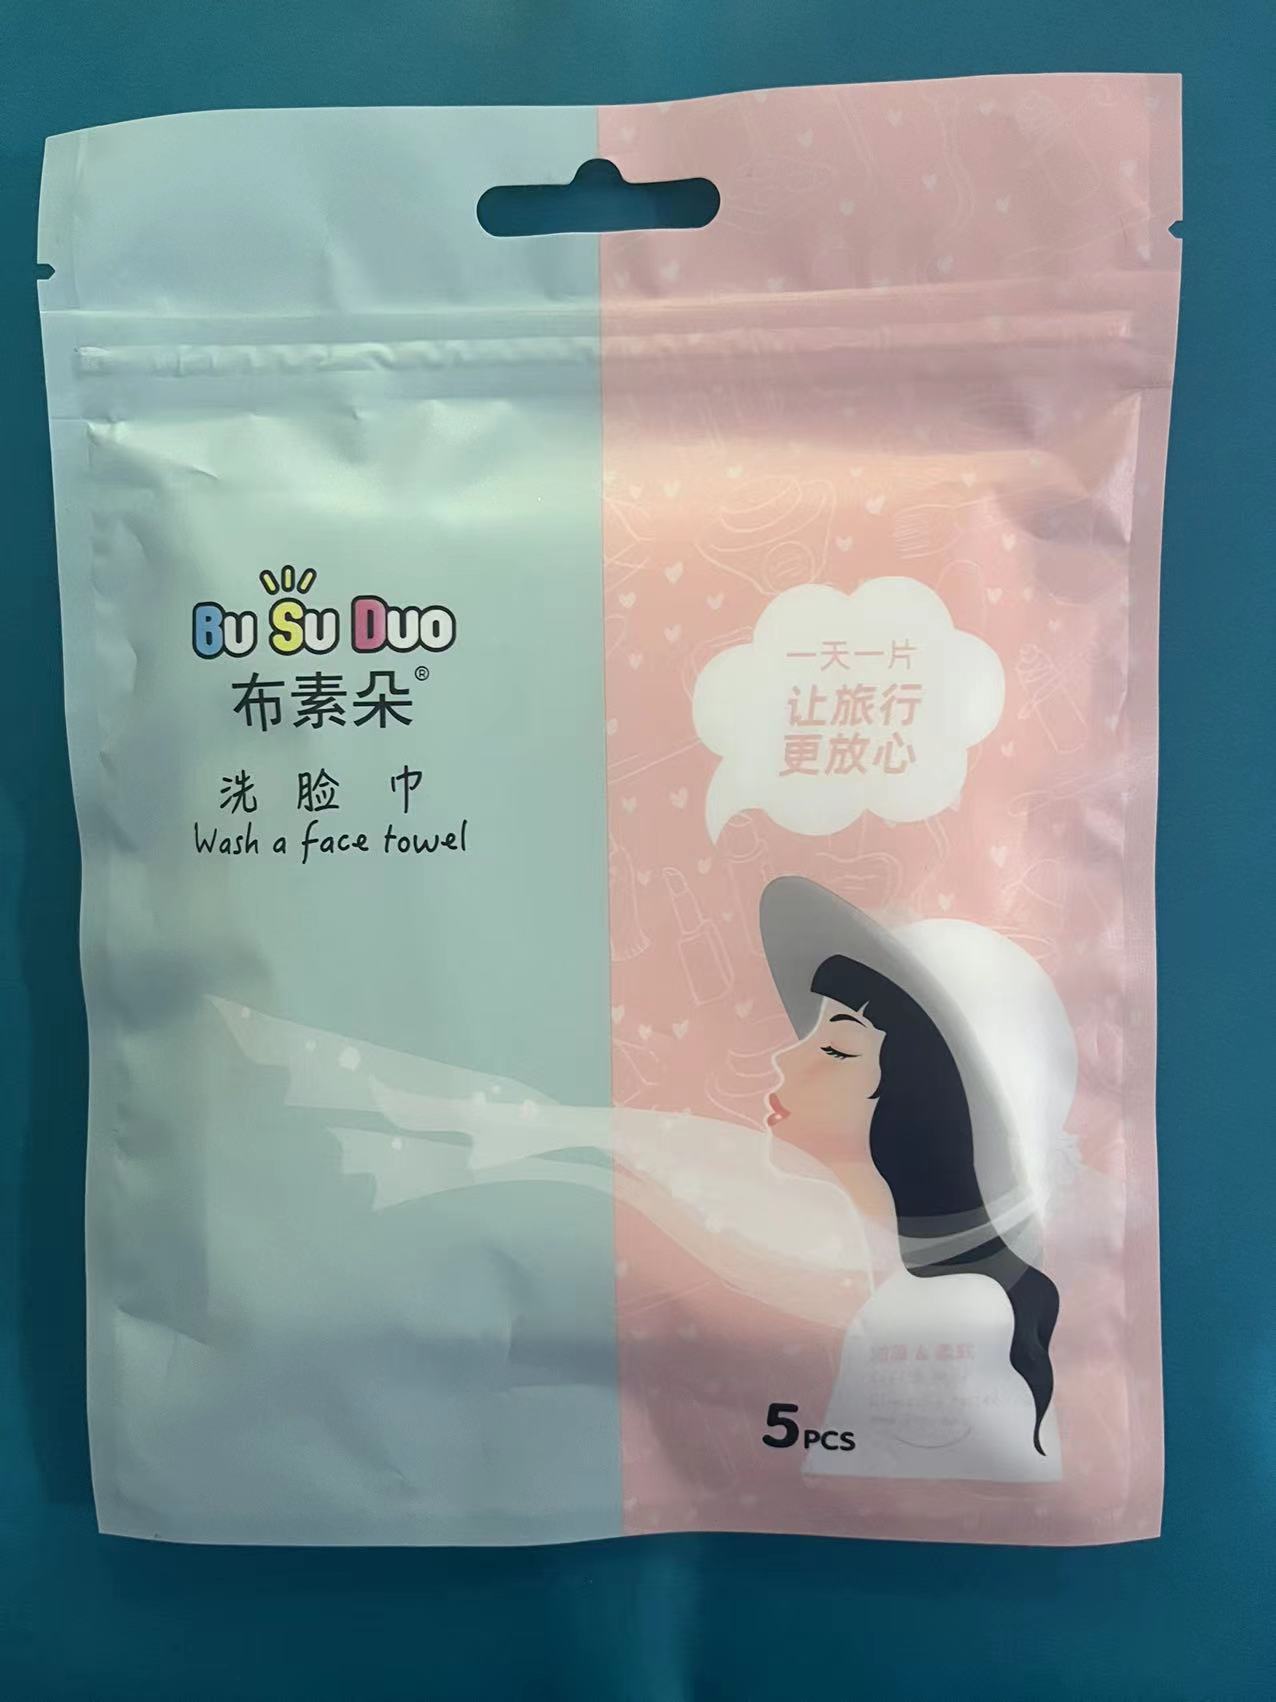 Bu Su Duo
布素朵®
洗脸巾
Wash a face towel
一天一片
让旅行
更放心
5PCS